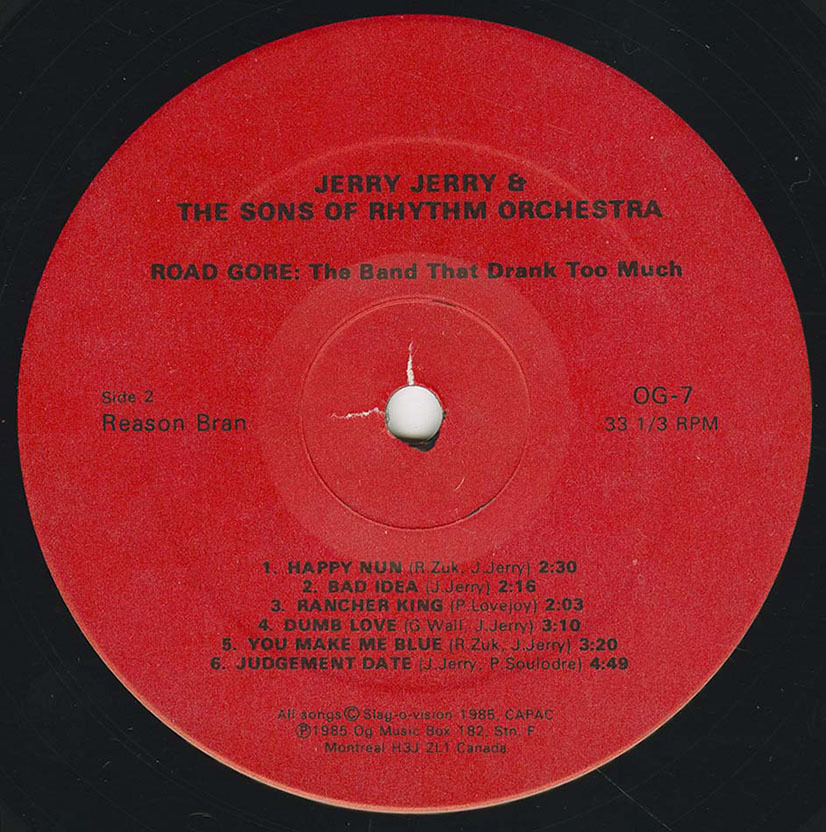 JERRY JERRY &
THE SONS OF RHYTHM ORCHESTRA
ROAD GORE: The Band That Drank Too Much
Side 2
Reason Bran
OG-7
33 1/3 RPM
1. HAPPY NUN (R.Zuk, J.Jerry) 2:30
2. BAD IDEA (J.Jerry) 2:16
3. RANCHER KING (P.Lovejoy) 2:03
4. DUMB LOVE (G.Wall, J.Jerry) 3:10
5. YOU MAKE ME BLUE (R.Zuk, J.Jerry) 3:20
6. JUDGEMENT DATE (J.Jerry, P.Soulodre) 4:49
All songs © Slag-o-vision 1985, CAPAC
℗1985 Og Music Box 182, Stn. F
Montreal H3J 2L1 Canada